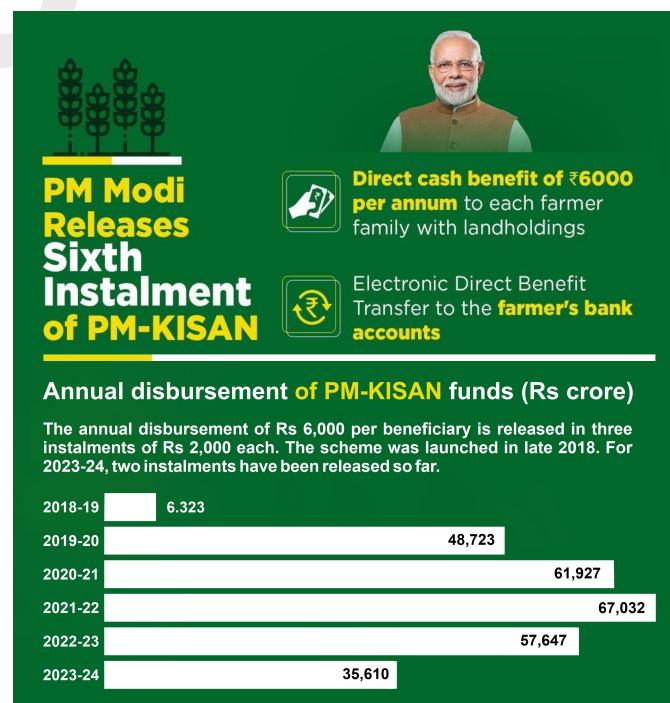 PM Modi
Releases
Sixth
Instalment
of PM-KISAN
Direct cash benefit of ₹6000
per annum to each farmer
family with landholdings
Electronic Direct Benefit
Transfer to the farmer's bank
accounts
Annual disbursement of PM-KISAN funds (Rs crore)
The annual disbursement of Rs 6,000 per beneficiary is released in three
instalments of Rs 2,000 each. The scheme was launched in late 2018. For
2023-24, two instalments have been released so far.
2018-19 6.323
2019-20 48,723
2020-21 61,927
2021-22 67,032
2022-23 57,647
2023-24 35,610